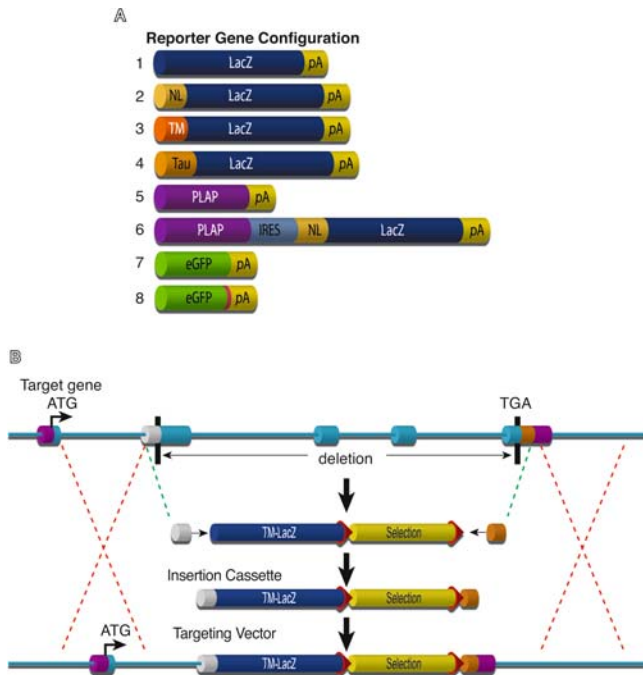 A
Reporter Gene Configuration
1 LacZ pA
2 NL LacZ pA
3 TM LacZ pA
4 Tau LacZ pA
5 PLAP pA
6 PLAP IRES NL LacZ pA
7 eGFP pA
8 eGFP pA
B
Target gene
ATG
TGA
deletion
TM-LacZ Selection
Insertion Cassette
TM-LacZ Selection
Targeting Vector
ATG
TM-LacZ Selection